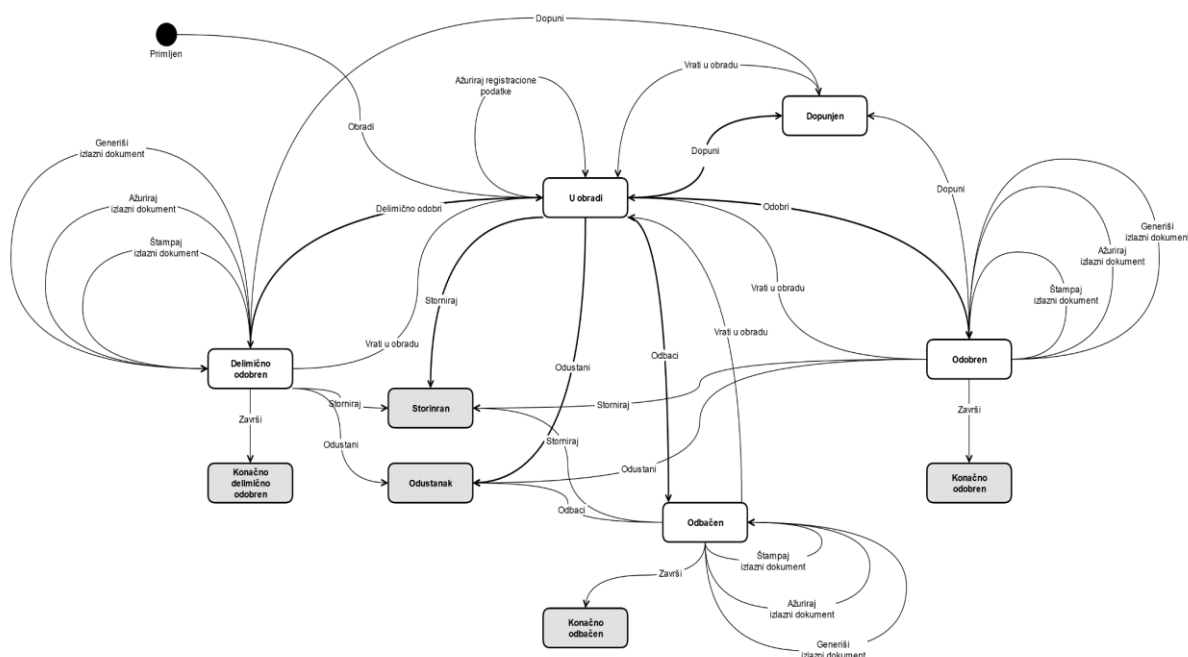 Dopuni
Primljen
Vrati u obradu
Ažuriraj registracione
podatke
Dopunjen
Obradi
Dopuni
Generiši
izlazni dokument
Dopuni
U obradi
Ažuriraj
izlazni dokument
Delimično odobri
Odobri
Generiši
izlazni dokument
Štampaj
izlazni dokument
Ažuriraj
izlazni dokument
Vrati u obradu
Štampaj
izlazni dokument
Storniraj
Vrati u obradu
Vrati u obradu
Odbaci
Delimično
odobren
Odustani
Odobren
Storniraj
Storinran
Storniraj
Završi
Završi
Odustani
Storniraj
Odustani
Konačno
delimično
odobren
Odustanak
Konačno
odobren
Odbaci
Odbačen
Štampaj
izlazni dokument
Završi
Ažuriraj
izlazni dokument
Konačno
odbačen
Generiši
izlazni dokument